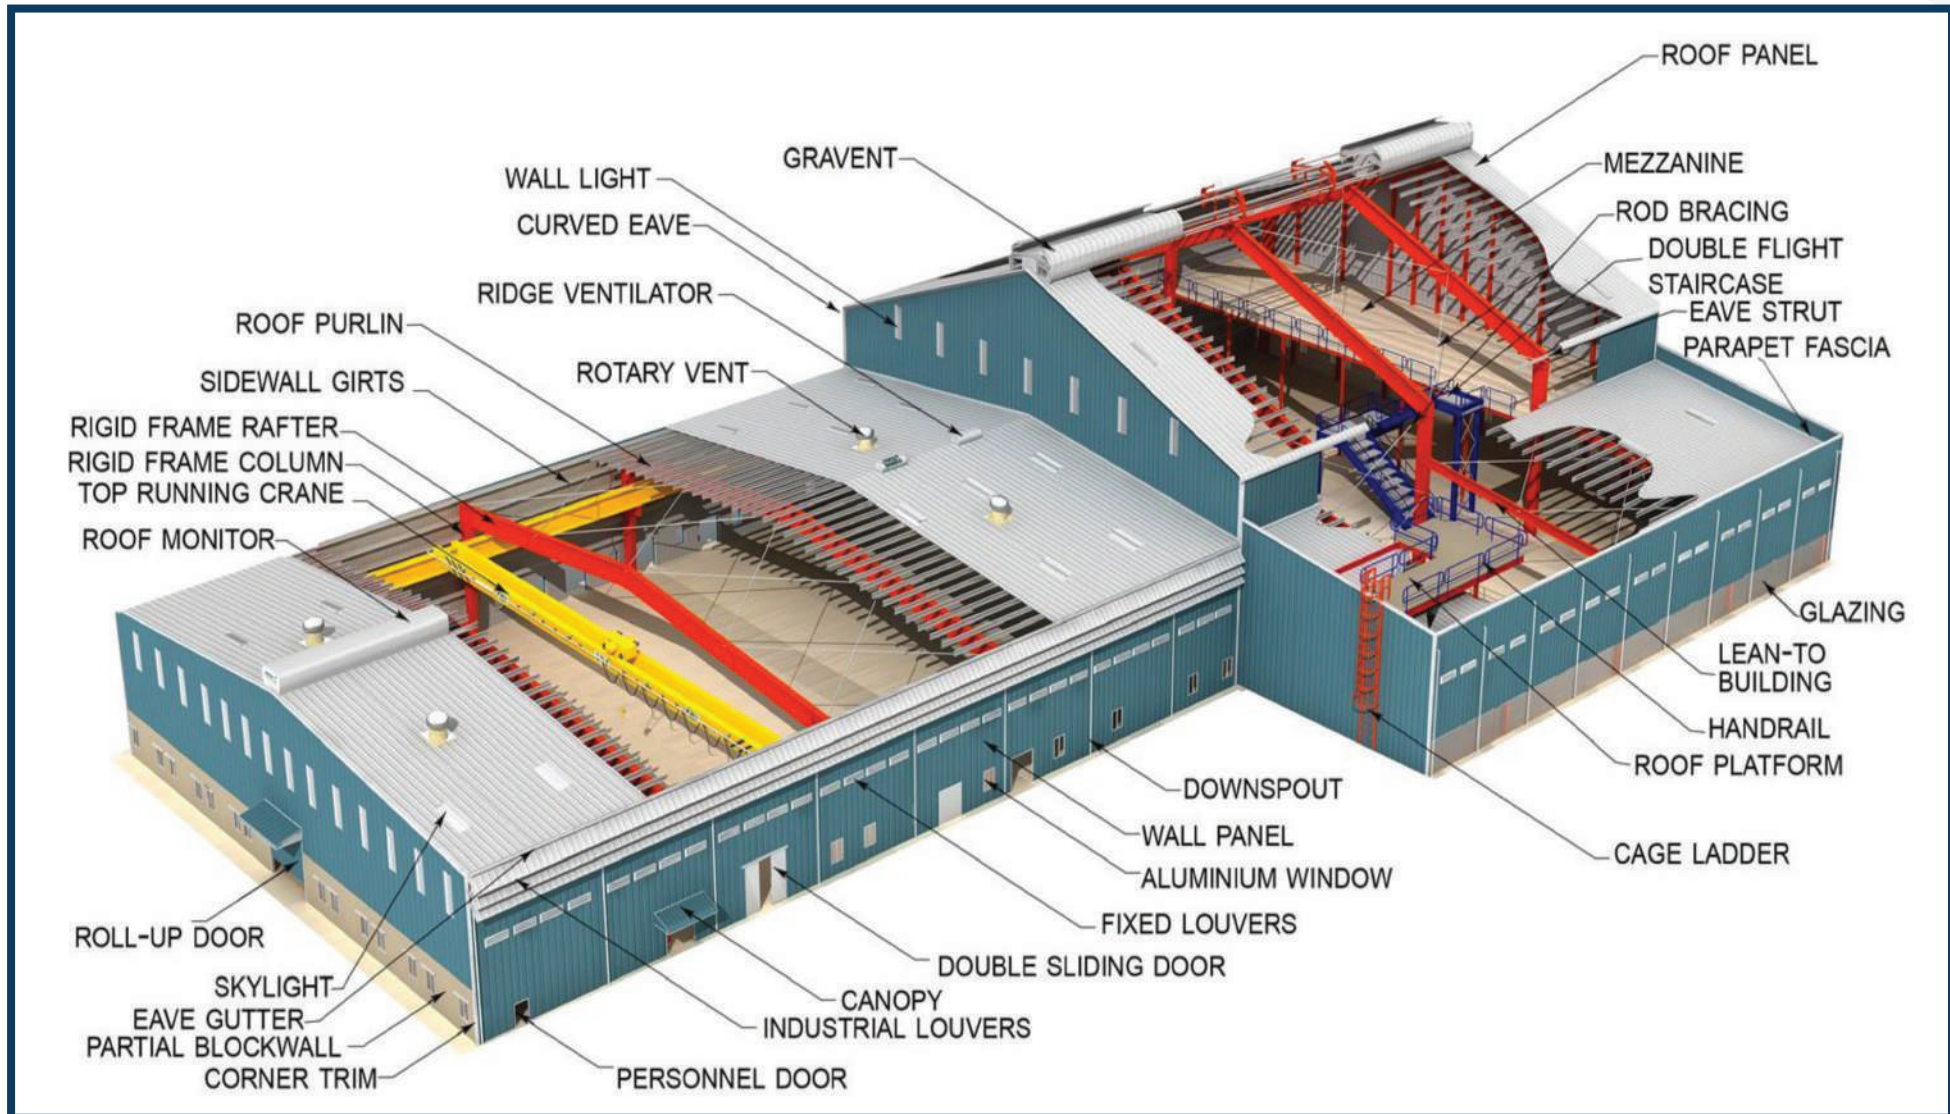 ROOF PANEL
GRAVENT
MEZZANINE
WALL LIGHT
ROD BRACING
CURVED EAVE
DOUBLE FLIGHT
STAIRCASE
RIDGE VENTILATOR
EAVE STRUT
ROOF PURLIN
PARAPET FASCIA
ROTARY VENT
SIDEWALL GIRTS
RIGID FRAME RAFTER
RIGID FRAME COLUMN
TOP RUNNING CRANE
ROOF MONITOR
GLAZING
LEAN-TO
BUILDING
HANDRAIL
ROOF PLATFORM
DOWNSPOUT
WALL PANEL
CAGE LADDER
ALUMINIUM WINDOW
FIXED LOUVERS
ROLL-UP DOOR
DOUBLE SLIDING DOOR
SKYLIGHT
CANOPY
EAVE GUTTER
INDUSTRIAL LOUVERS
PARTIAL BLOCKWALL
CORNER TRIM
PERSONNEL DOOR